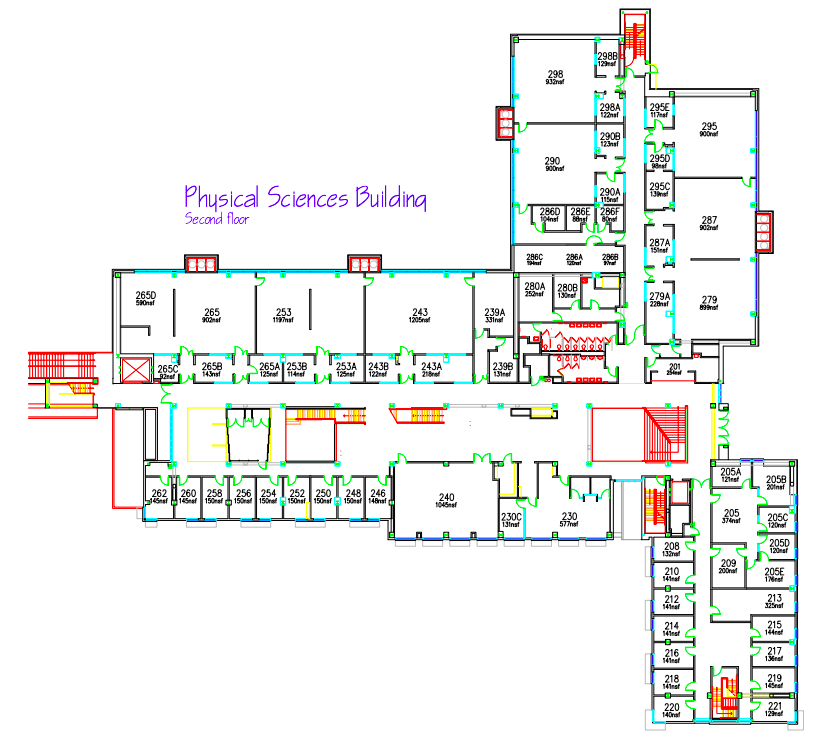 298B
129nsf
298
932nsf
298A
122nsf
295E
117nsf
295
900nsf
290B
123nsf
290
900nsf
295D
98nsf
295C
139nsf
290A
115nsf
Physical Sciences Building
Second floor
286D
104nsf
286E
88nsf
286F
80nsf
287
902nsf
287A
151nsf
286C
194nsf
286A
120nsf
286B
91nsf
280A
252nsf
280B
130nsf
279A
228nsf
279
899nsf
265D
590nsf
265
902nsf
253
1197nsf
243
1205nsf
239A
331nsf
265C
92nsf
265B
143nsf
265A
125nsf
253B
114nsf
253A
125nsf
243B
122nsf
243A
218nsf
239B
131nsf
201
284nsf
262
145nsf
260
145nsf
258
150nsf
256
150nsf
254
150nsf
252
150nsf
250
150nsf
248
150nsf
246
148nsf
240
1045nsf
230C
131nsf
230
577nsf
205A
121nsf
205B
201nsf
205
374nsf
205C
120nsf
205D
120nsf
208
132nsf
209
200nsf
205E
176nsf
210
141nsf
212
141nsf
213
325nsf
214
141nsf
215
144nsf
216
141nsf
217
136nsf
218
141nsf
219
145nsf
220
140nsf
221
129nsf